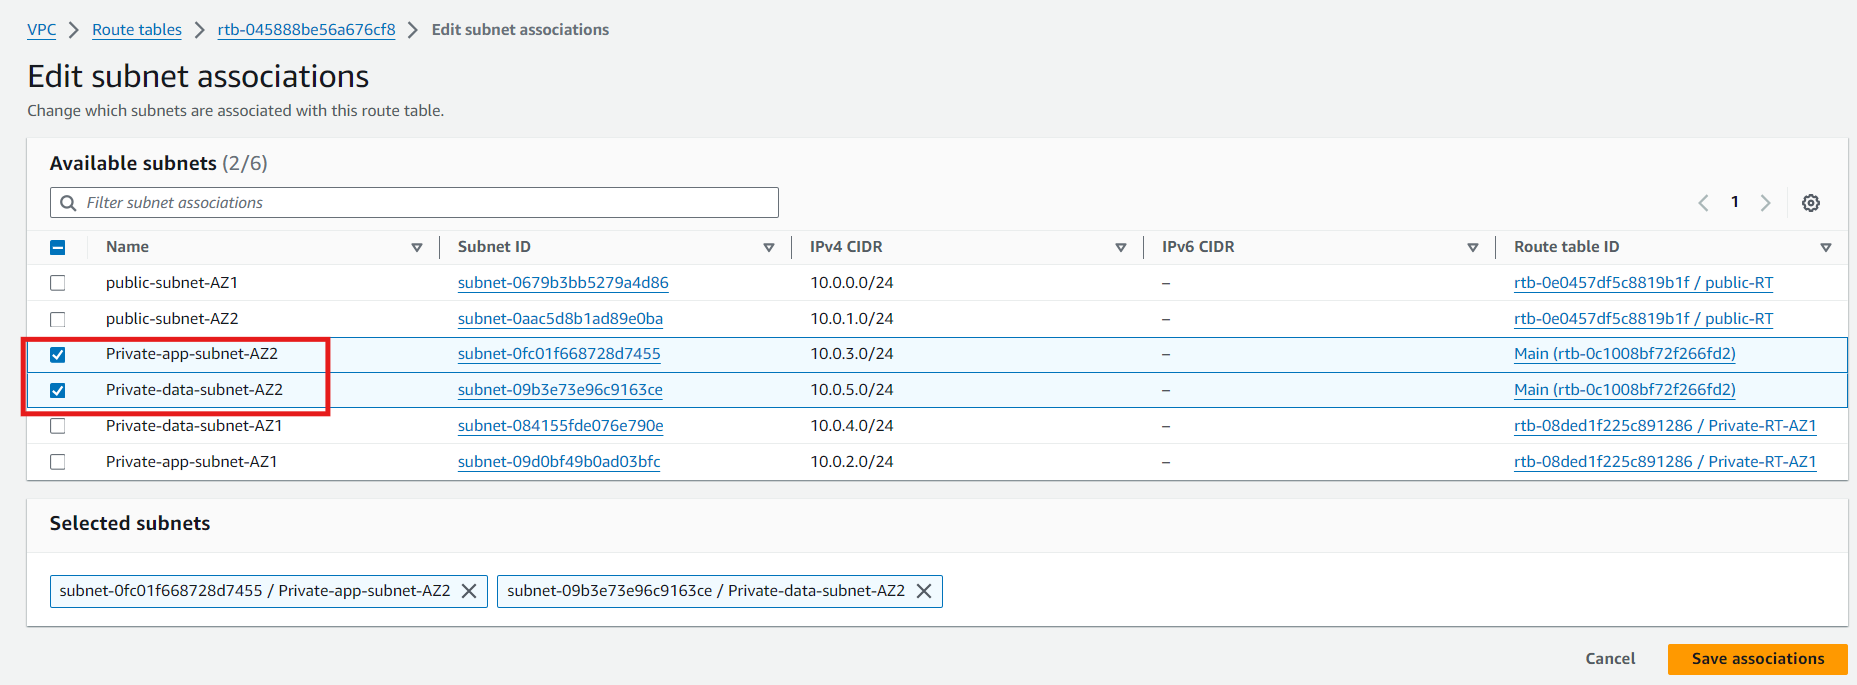 VPC > Route tables > rtb-045888be56a676cf8 > Edit subnet associations
Edit subnet associations
Change which subnets are associated with this route table.
Available subnets (2/6)
Filter subnet associations
1
Name Subnet ID IPv4 CIDR IPv6 CIDR Route table ID
public-subnet-AZ1 subnet-0679b3bb5279a4d86 10.0.0.0/24 – rtb-0e0457df5c8819b1f / public-RT
public-subnet-AZ2 subnet-0aac5d8b1ad89e0ba 10.0.1.0/24 – rtb-0e0457df5c8819b1f / public-RT
Private-app-subnet-AZ2 subnet-0fc01f668728d7455 10.0.3.0/24 – Main (rtb-0c1008bf72f266fd2)
Private-data-subnet-AZ2 subnet-09b3e73e96c9163ce 10.0.5.0/24 – Main (rtb-0c1008bf72f266fd2)
Private-data-subnet-AZ1 subnet-084155fde076e790e 10.0.4.0/24 – rtb-08ded1f225c891286 / Private-RT-AZ1
Private-app-subnet-AZ1 subnet-09d0bf49b0ad03bfc 10.0.2.0/24 – rtb-08ded1f225c891286 / Private-RT-AZ1
Selected subnets
subnet-0fc01f668728d7455 / Private-app-subnet-AZ2 subnet-09b3e73e96c9163ce / Private-data-subnet-AZ2
Cancel Save associations